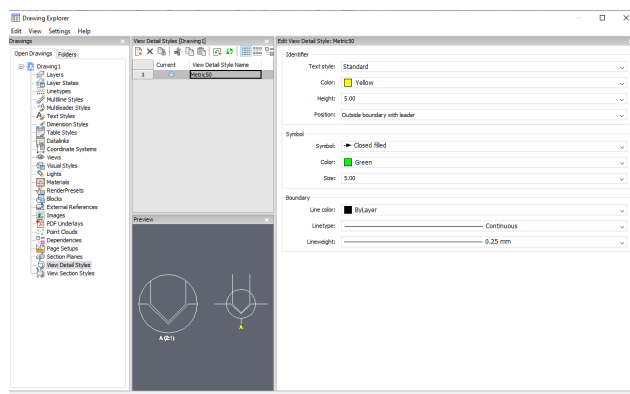 Drawing Explorer
Edit View Settings Help
Drawings
Open Drawings Folders
Drawing1
Layers
Layer States
Linetypes
Multiline Styles
Multileader Styles
Text Styles
Dimension Styles
Table Styles
Datalinks
Coordinate Systems
Views
Visual Styles
Lights
Materials
RenderPresets
Blocks
External References
Images
PDF Underlays
Point Clouds
Dependencies
Page Setups
Section Planes
View Detail Styles
View Section Styles
View Detail Styles [Drawing1]
Current View Detail Style Name
1 Metric50
Preview
A (2:1)
A
Edit View Detail Style: Metric50
Identifier
Text style: Standard
Color: Yellow
Height: 5.00
Position: Outside boundary with leader
Symbol
Symbol: Closed filled
Color: Green
Size: 5.00
Boundary
Line color: ByLayer
Linetype: Continuous
Lineweight: 0.25 mm